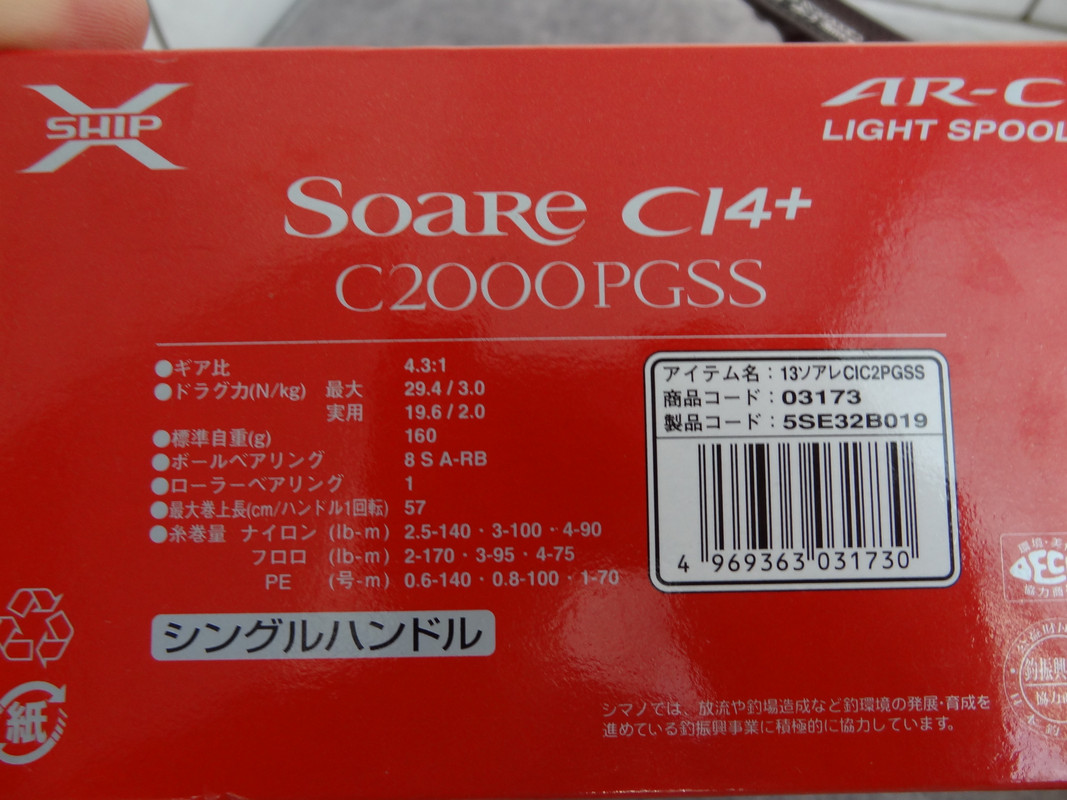 X SHIP
AR-C
LIGHT SPOOL
SOARE CI4+
C2000PGSS
●ギア比 4.3:1
●ドラグ力(N/kg) 最大 29.4 / 3.0
実用 19.6 / 2.0
●標準自重(g) 160
●ボールベアリング 8 S A-RB
●ローラーベアリング 1
●最大巻上長(cm/ハンドル1回転) 57
●糸巻量 ナイロン (lb-m) 2.5-140・3-100・4-90
フロロ (lb-m) 2-170・3-95・4-75
PE (号-m) 0.6-140・0.8-100・1-70
シングルハンドル
アイテム名:13ソアレCIC2PGSS
商品コード:03173
製品コード:5SE32B019
4 969363 031730
紙
シマノでは、放流や釣場造成など釣環境の発展・育成を
進めている釣振興事業に積極的に協力しています。
環境・美
ECO
協力商
釣振興
協力